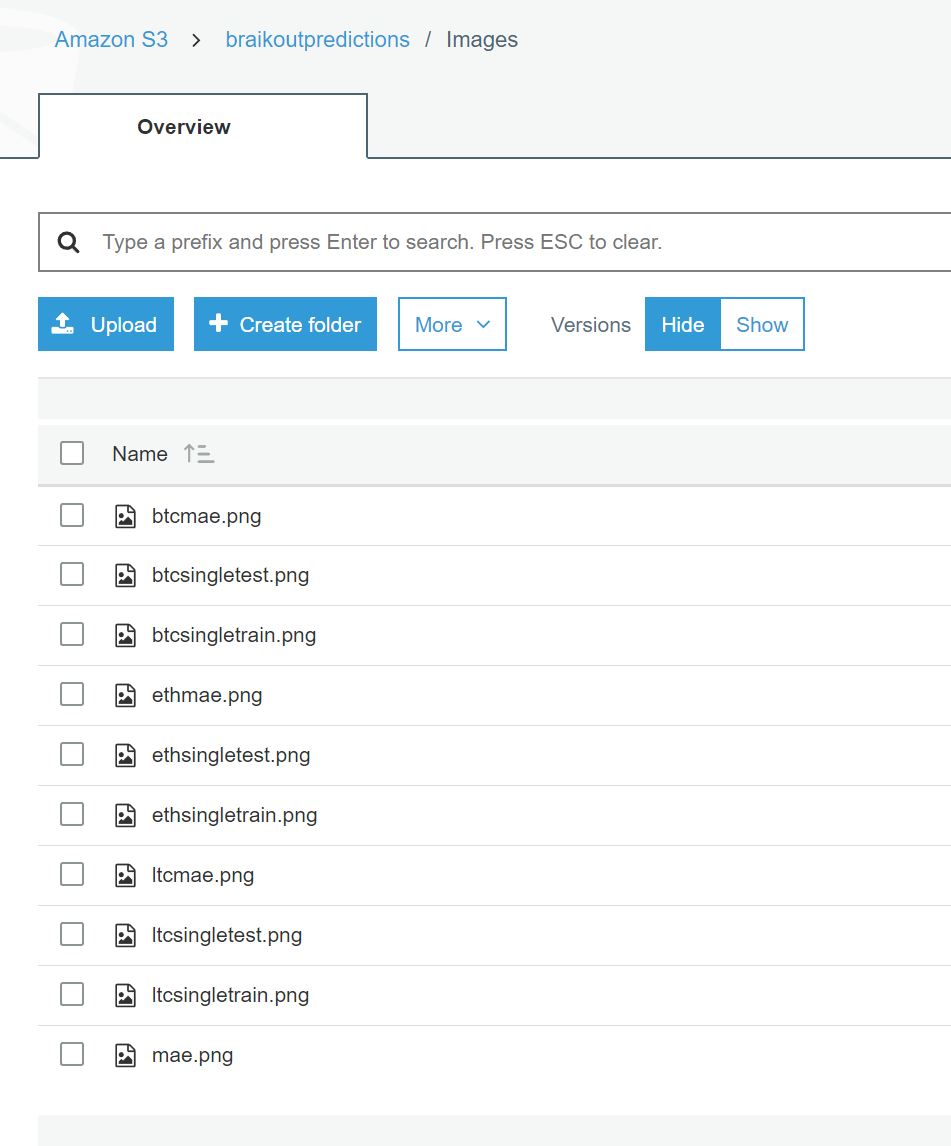 Amazon S3 > braikoutpredictions / Images
Overview
Type a prefix and press Enter to search. Press ESC to clear.
Upload Create folder More Versions Hide Show
Name
btcmae.png
btcsingletest.png
btcsingletrain.png
ethmae.png
ethsingletest.png
ethsingletrain.png
ltcmae.png
ltcsingletest.png
ltcsingletrain.png
mae.png